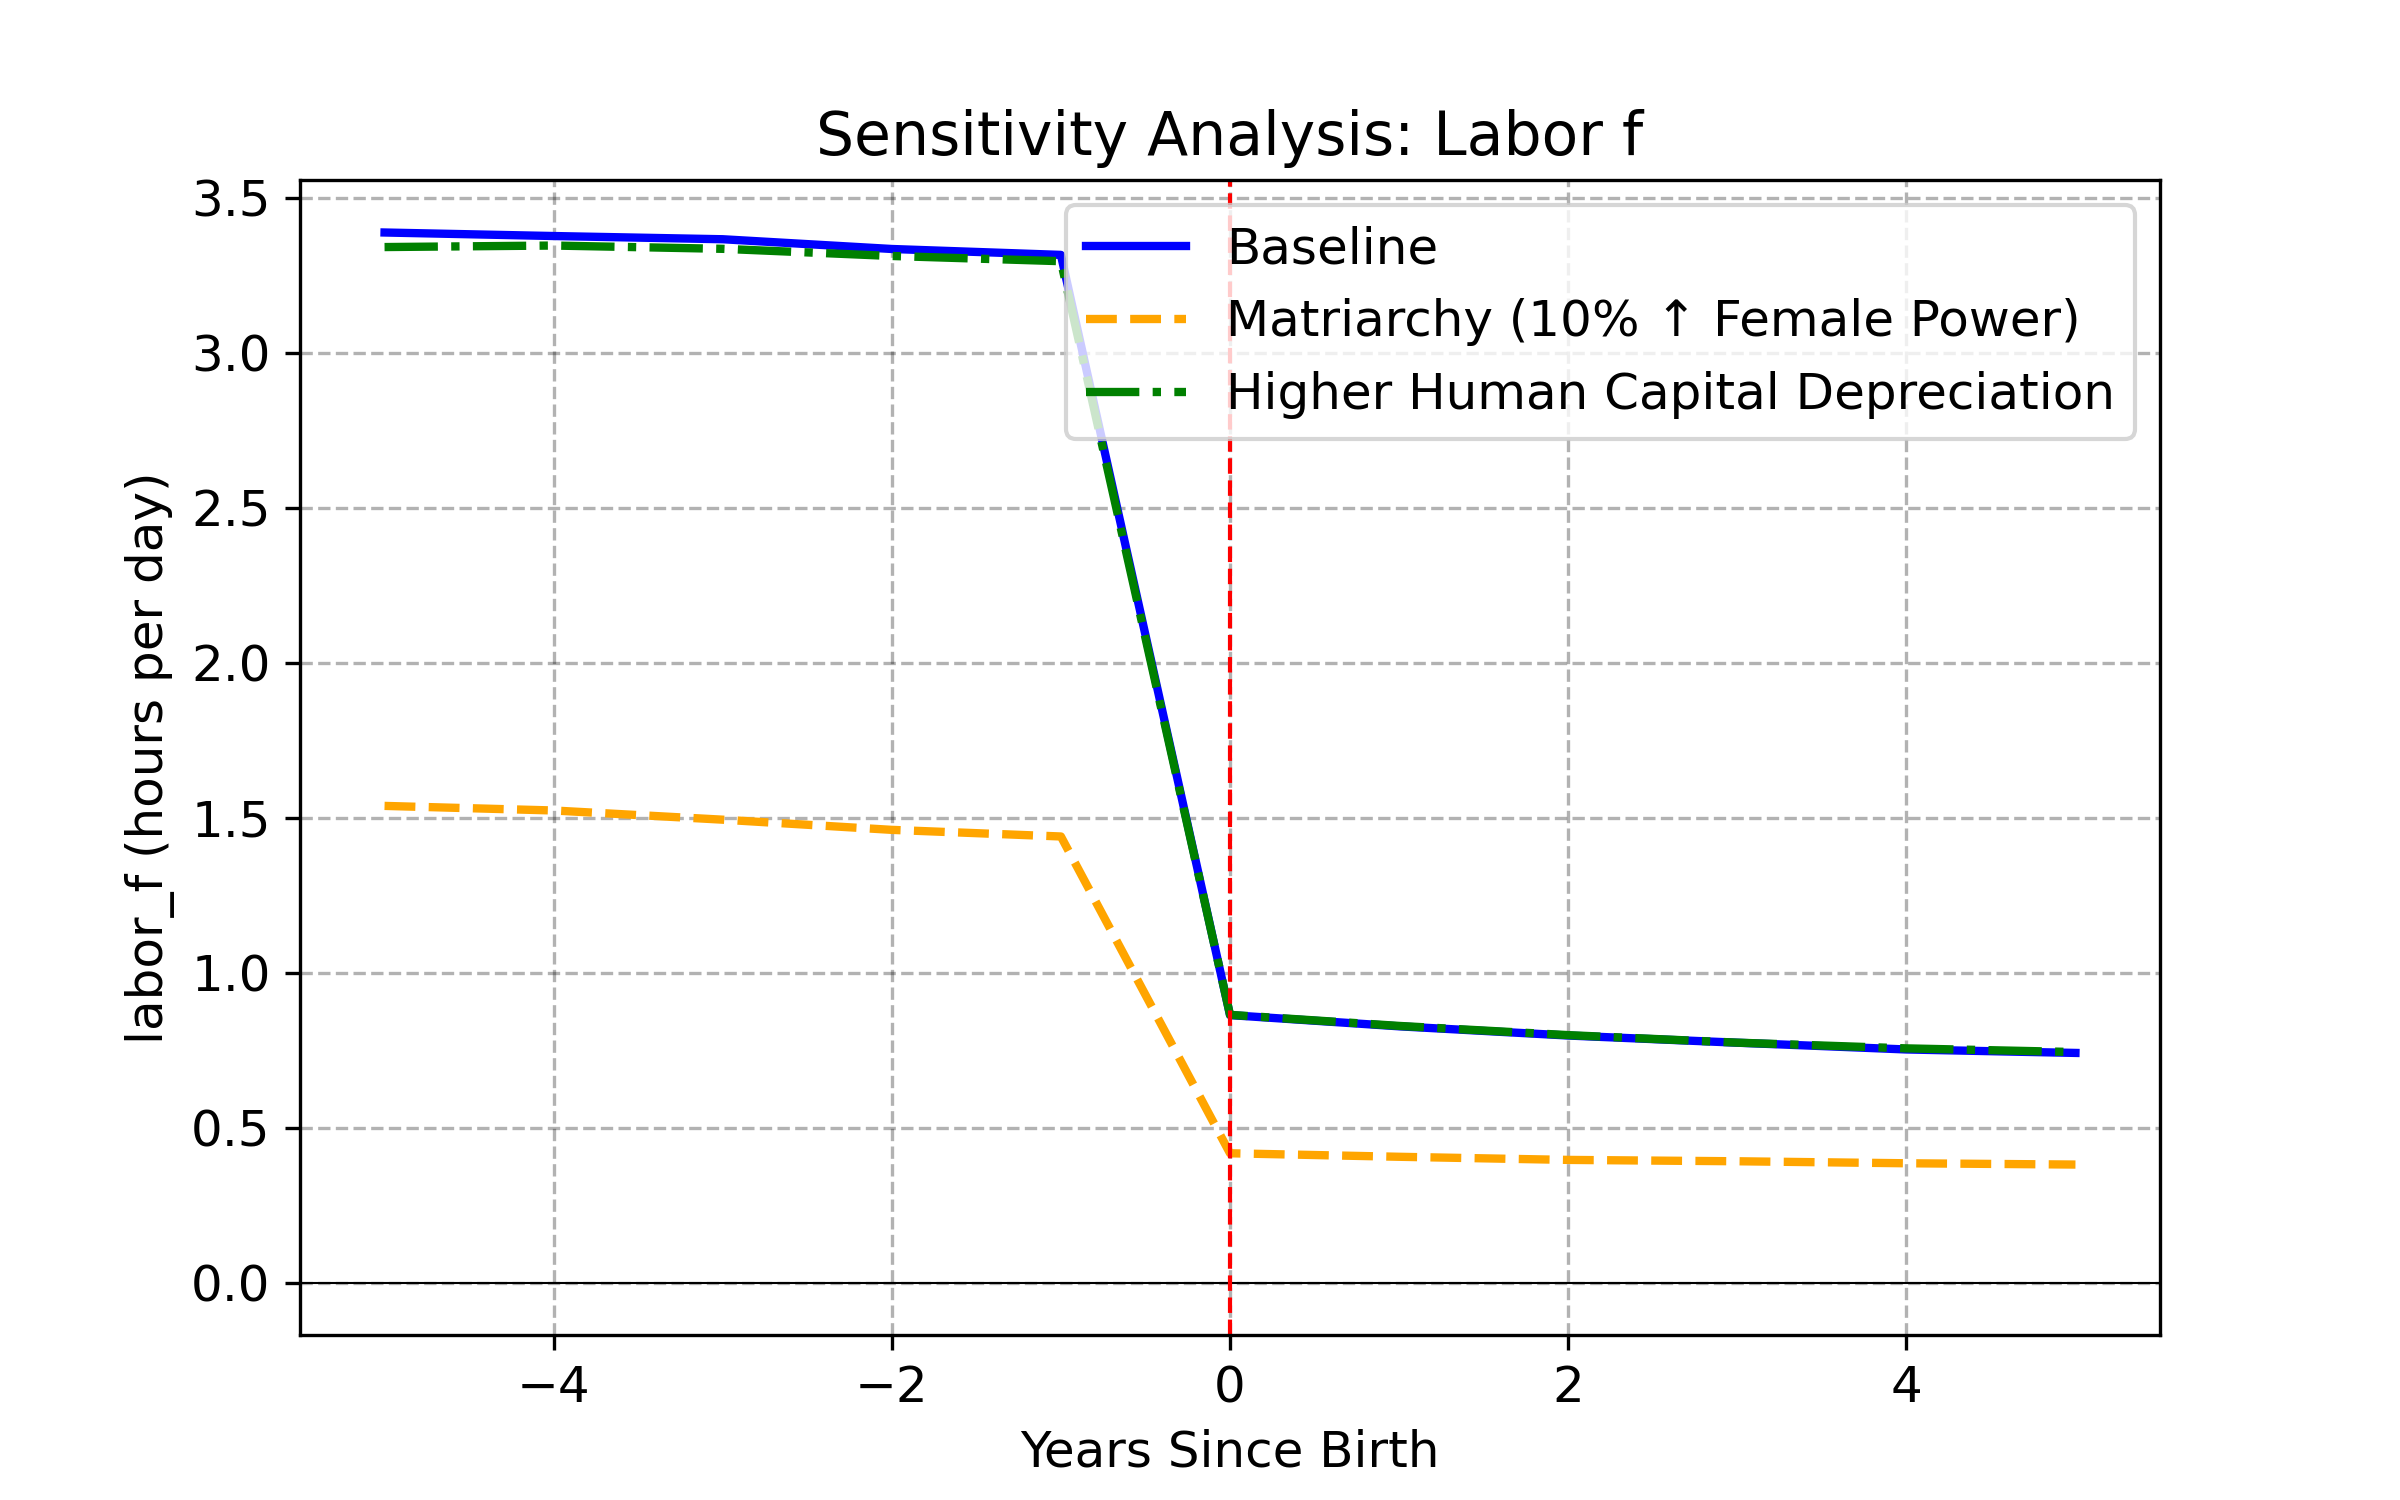 Sensitivity Analysis: Labor f
3.5
3.0
2.5
2.0
1.5
1.0
0.5
0.0
labor_f (hours per day)
Baseline
Matriarchy (10% ↑ Female Power)
Higher Human Capital Depreciation
−4
−2
0
2
4
Years Since Birth